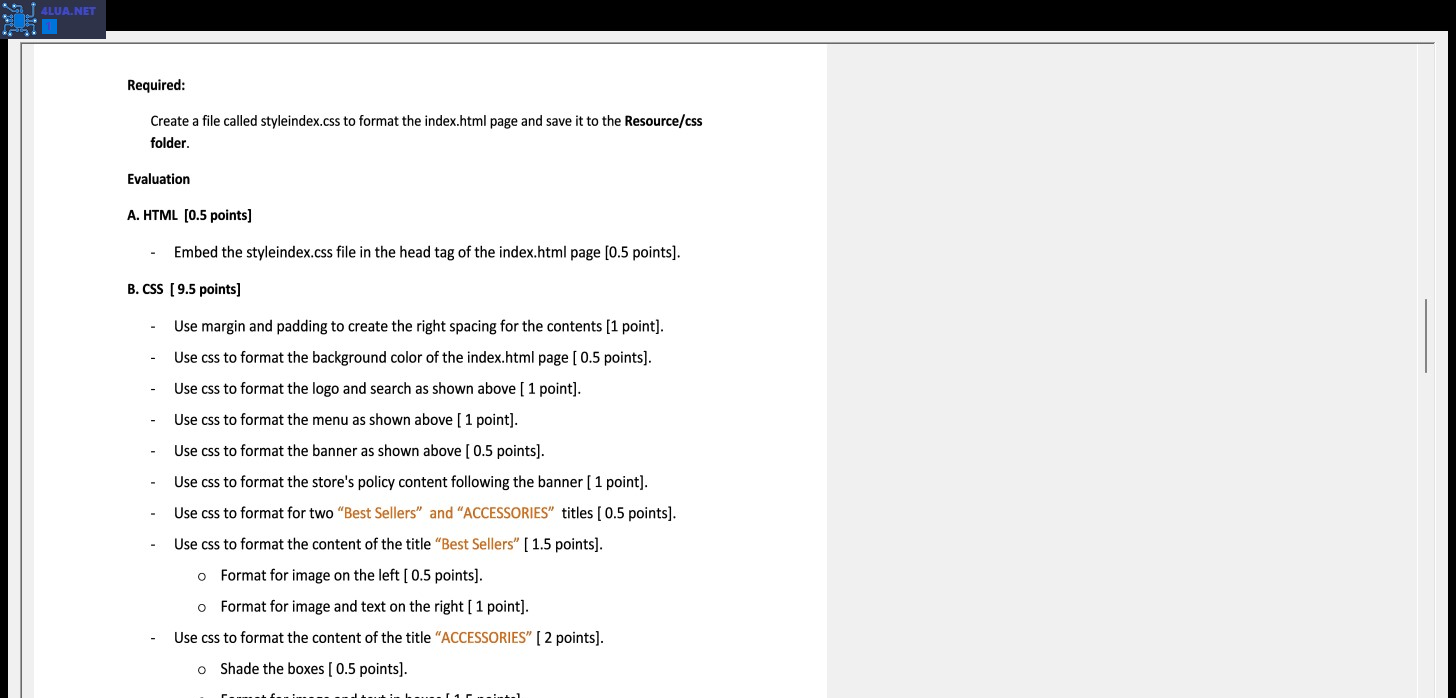 4LUA.NET
Required:
Create a file called styleindex.css to format the index.html page and save it to the Resource/css
folder.
Evaluation
A. HTML [0.5 points]
- Embed the styleindex.css file in the head tag of the index.html page [0.5 points].
B. CSS [ 9.5 points]
- Use margin and padding to create the right spacing for the contents [1 point].
- Use css to format the background color of the index.html page [ 0.5 points].
- Use css to format the logo and search as shown above [ 1 point].
- Use css to format the menu as shown above [ 1 point].
- Use css to format the banner as shown above [ 0.5 points].
- Use css to format the store's policy content following the banner [ 1 point].
- Use css to format for two “Best Sellers” and “ACCESSORIES” titles [ 0.5 points].
- Use css to format the content of the title “Best Sellers” [ 1.5 points].
o Format for image on the left [ 0.5 points].
o Format for image and text on the right [ 1 point].
- Use css to format the content of the title “ACCESSORIES” [ 2 points].
o Shade the boxes [ 0.5 points].
Format for image and text in boxes [ 1.5 points].